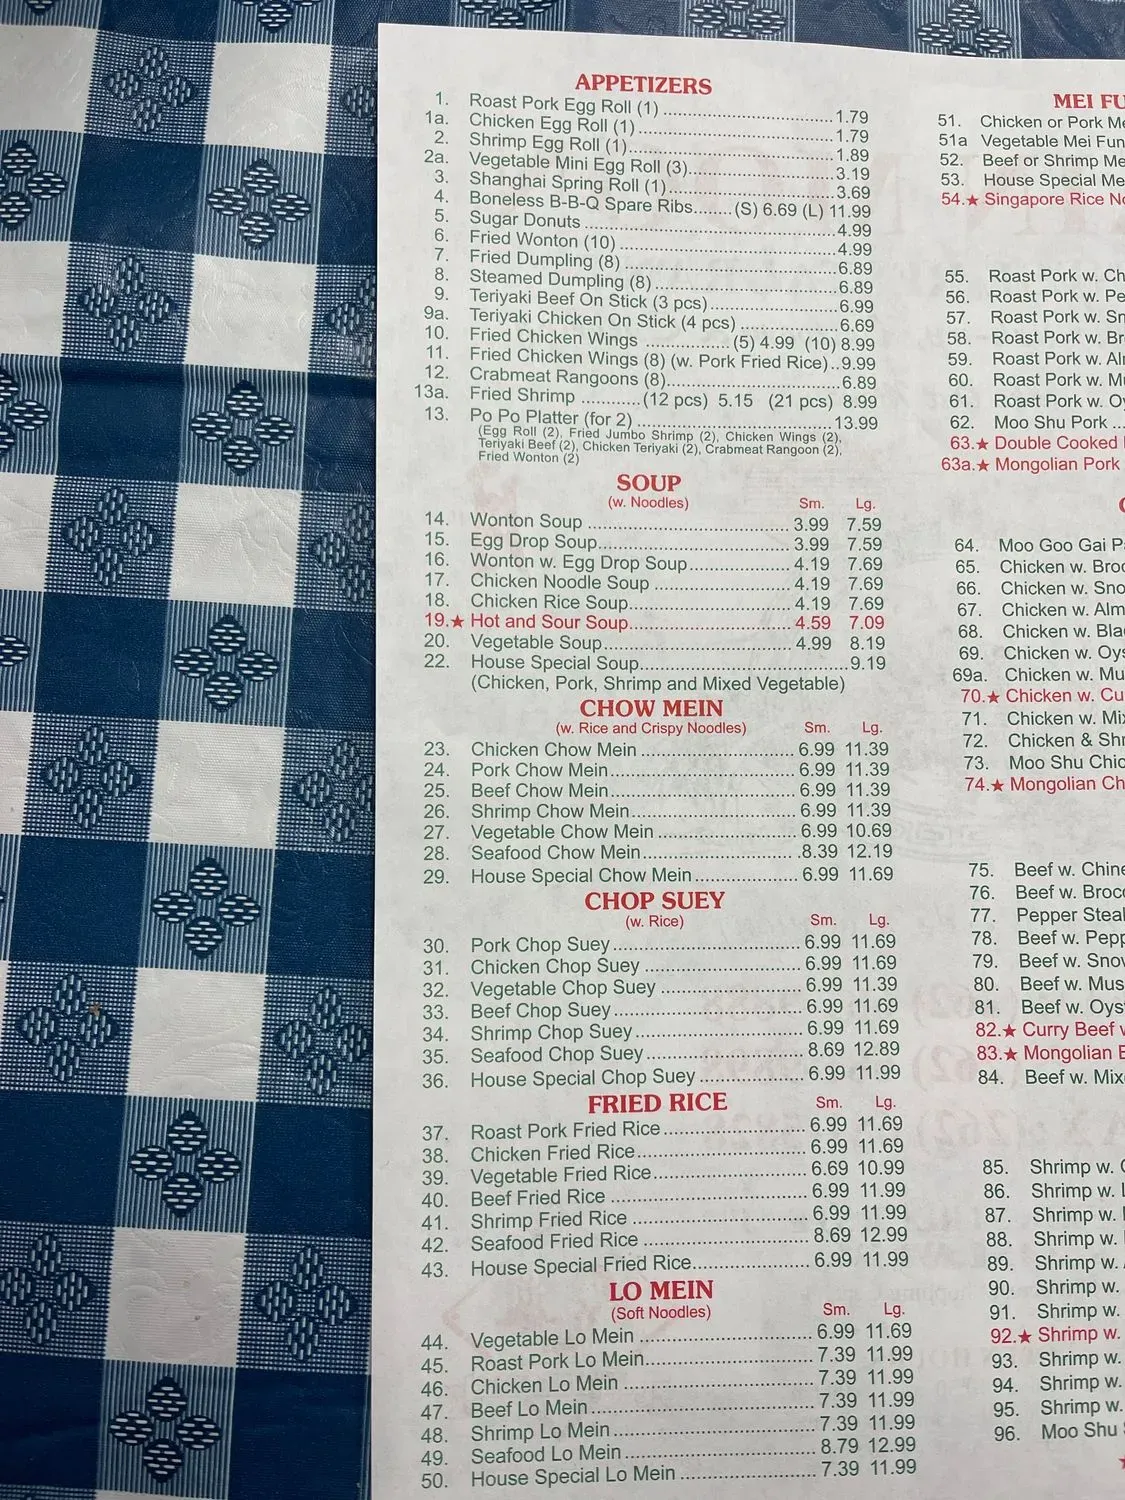 APPETIZERS
1. Roast Pork Egg Roll (1) 1.79
1a. Chicken Egg Roll (1) 1.79
2. Shrimp Egg Roll (1) 1.89
2a. Vegetable Mini Egg Roll (3) 3.19
3. Shanghai Spring Roll (1) 3.69
4. Boneless B-B-Q Spare Ribs........(S) 6.69 (L) 11.99
5. Sugar Donuts 4.99
6. Fried Wonton (10) 4.99
7. Fried Dumpling (8) 6.89
8. Steamed Dumpling (8) 6.89
9. Teriyaki Beef On Stick (3 pcs) 6.99
9a. Teriyaki Chicken On Stick (4 pcs) 6.69
10. Fried Chicken Wings (5) 4.99 (10) 8.99
11. Fried Chicken Wings (8) (w. Pork Fried Rice)..9.99
12. Crabmeat Rangoons (8) 6.89
13a. Fried Shrimp (12 pcs) 5.15 (21 pcs) 8.99
13. Po Po Platter (for 2) 13.99
(Egg Roll (2), Fried Jumbo Shrimp (2), Chicken Wings (2),
Teriyaki Beef (2), Chicken Teriyaki (2), Crabmeat Rangoon (2),
Fried Wonton (2)
SOUP
(w. Noodles) Sm. Lg.
14. Wonton Soup 3.99 7.59
15. Egg Drop Soup 3.99 7.59
16. Wonton w. Egg Drop Soup 4.19 7.69
17. Chicken Noodle Soup 4.19 7.69
18. Chicken Rice Soup 4.19 7.69
19.★ Hot and Sour Soup 4.59 7.09
20. Vegetable Soup 4.99 8.19
22. House Special Soup 9.19
(Chicken, Pork, Shrimp and Mixed Vegetable)
CHOW MEIN
(w. Rice and Crispy Noodles) Sm. Lg.
23. Chicken Chow Mein 6.99 11.39
24. Pork Chow Mein 6.99 11.39
25. Beef Chow Mein 6.99 11.39
26. Shrimp Chow Mein 6.99 11.39
27. Vegetable Chow Mein 6.99 10.69
28. Seafood Chow Mein 8.39 12.19
29. House Special Chow Mein 6.99 11.69
CHOP SUEY
(w. Rice) Sm. Lg.
30. Pork Chop Suey 6.99 11.69
31. Chicken Chop Suey 6.99 11.69
32. Vegetable Chop Suey 6.99 11.39
33. Beef Chop Suey 6.99 11.69
34. Shrimp Chop Suey 6.99 11.69
35. Seafood Chop Suey 8.69 12.89
36. House Special Chop Suey 6.99 11.99
FRIED RICE Sm. Lg.
37. Roast Pork Fried Rice 6.99 11.69
38. Chicken Fried Rice 6.99 11.69
39. Vegetable Fried Rice 6.69 10.99
40. Beef Fried Rice 6.99 11.99
41. Shrimp Fried Rice 6.99 11.99
42. Seafood Fried Rice 8.69 12.99
43. House Special Fried Rice 6.99 11.99
LO MEIN
(Soft Noodles) Sm. Lg.
44. Vegetable Lo Mein 6.99 11.69
45. Roast Pork Lo Mein 7.39 11.99
46. Chicken Lo Mein 7.39 11.99
47. Beef Lo Mein 7.39 11.99
48. Shrimp Lo Mein 7.39 11.99
49. Seafood Lo Mein 8.79 12.99
50. House Special Lo Mein 7.39 11.99
MEI FU
51. Chicken or Pork Me
51a Vegetable Mei Fun
52. Beef or Shrimp Me
53. House Special Me
54.★ Singapore Rice No
55. Roast Pork w. Ch
56. Roast Pork w. Pe
57. Roast Pork w. Sn
58. Roast Pork w. Br
59. Roast Pork w. Al
60. Roast Pork w. Mu
61. Roast Pork w. Oy
62. Moo Shu Pork
63.★ Double Cooked
63a.★ Mongolian Pork
64. Moo Goo Gai P
65. Chicken w. Broc
66. Chicken w. Sno
67. Chicken w. Alm
68. Chicken w. Bla
69. Chicken w. Oys
69a. Chicken w. Mu
70.★ Chicken w. Cu
71. Chicken w. Mix
72. Chicken & Shr
73. Moo Shu Chic
74.★ Mongolian Ch
75. Beef w. Chine
76. Beef w. Brocc
77. Pepper Steal
78. Beef w. Pepp
79. Beef w. Snov
80. Beef w. Mus
81. Beef w. Oys
82.★ Curry Beef
83.★ Mongolian
84. Beef w. Mix
85. Shrimp w.
86. Shrimp w.
87. Shrimp w.
88. Shrimp w.
89. Shrimp w.
90. Shrimp w.
91. Shrimp w.
92.★ Shrimp w.
93. Shrimp w.
94. Shrimp w.
95. Shrimp w.
96. Moo Shu